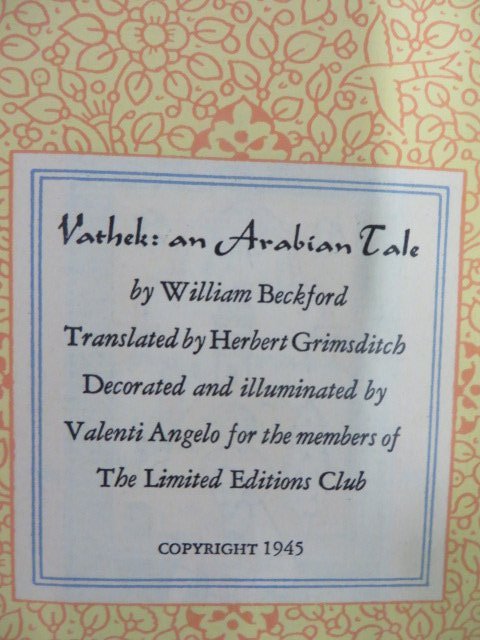 Vathek: an Arabian Tale
by William Beckford
Translated by Herbert Grimsditch
Decorated and illuminated by
Valenti Angelo for the members of
The Limited Editions Club
COPYRIGHT 1945